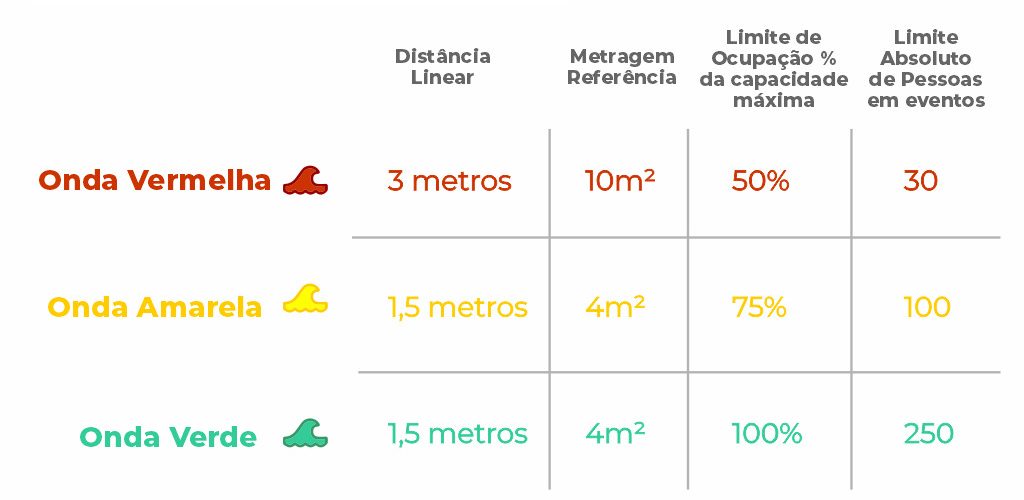 Distância
Linear
Metragem
Referência
Limite de
Ocupação %
da capacidade
máxima
Limite
Absoluto
de Pessoas
em eventos
Onda Vermelha 3 metros 10m² 50% 30
Onda Amarela 1,5 metros 4m² 75% 100
Onda Verde 1,5 metros 4m² 100% 250